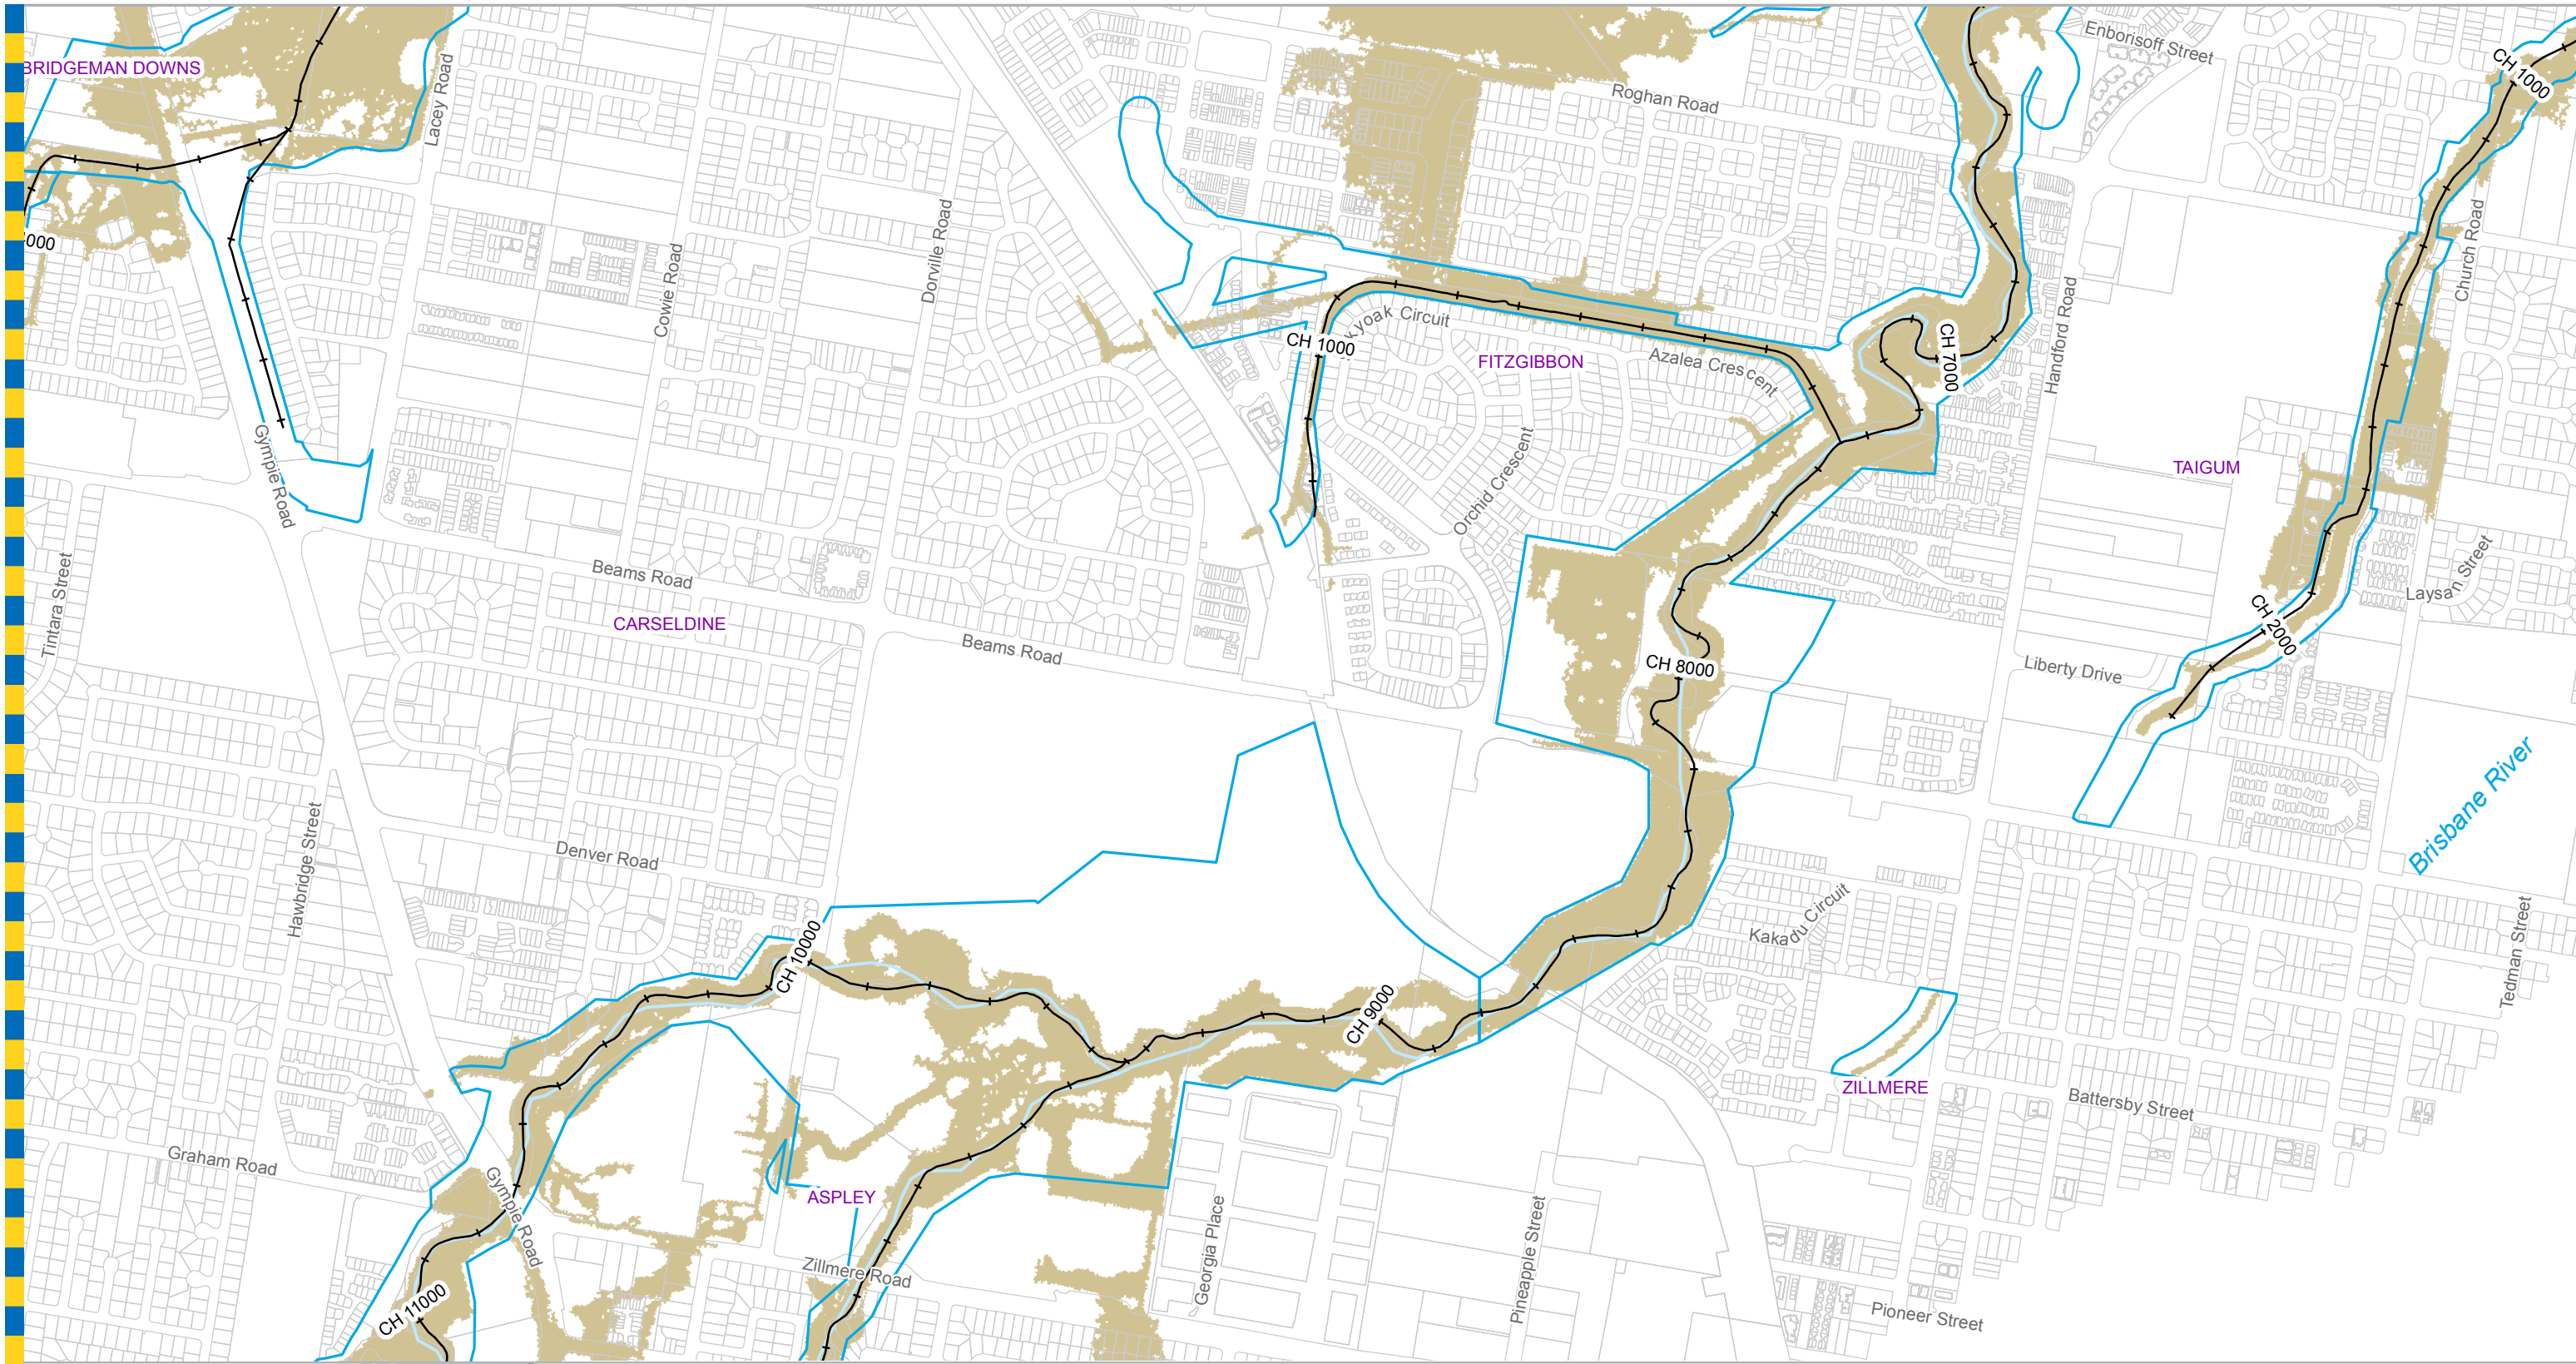 Enborisoff Street
CH 1000
BRIDGEMAN DOWNS
Lacey Road
Roghan Road
000
Dorville Road
Church Road
Cowie Road
Handford Road
yoak Circuit
CH 1000
FITZGIBBON
Azalea Crescent
CH 7000
TAIGUM
Gympie Road
Orchid Crescent
Tintara Street
Beams Road
Laysan Street
CARSELDINE
CH 2000
Beams Road
CH 8000
Liberty Drive
Brisbane River
Hawbridge Street
Denver Road
Kakadu Circuit
Tedman Street
CH 10000
CH 9000
ZILLMERE
Battersby Street
Graham Road
Gympie Road
ASPLEY
Georgia Place
Pineapple Street
Zillmere Road
CH 11000
Pioneer Street